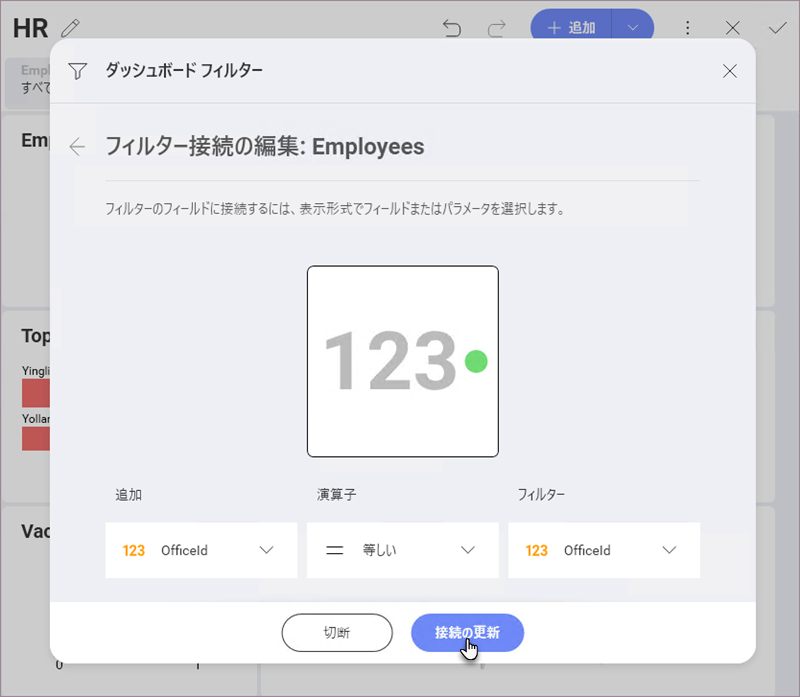 HR
追加
Empl
すべて
ダッシュボード フィルター
Em
フィルター接続の編集: Employees
フィルターのフィールドに接続するには、表示形式でフィールドまたはパラメータを選択します。
123
Top
Yingli
Yollar
追加
演算子
フィルター
123 OfficeId
等しい
123 OfficeId
Vac
切断
接続の更新
0
1